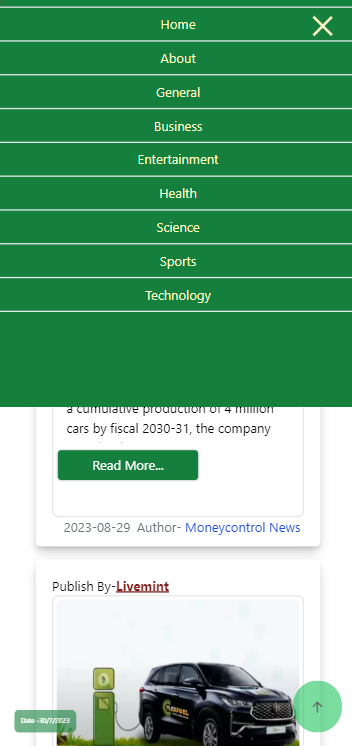 Home
About
General
Business
Entertainment
Health
Science
Sports
Technology
a cumulative production of 4 million
cars by fiscal 2030-31, the company
Read More...
2023-08-29 Author- Moneycontrol News
Publish By-Livemint
FLEXFUEL
Date -30/7/2023